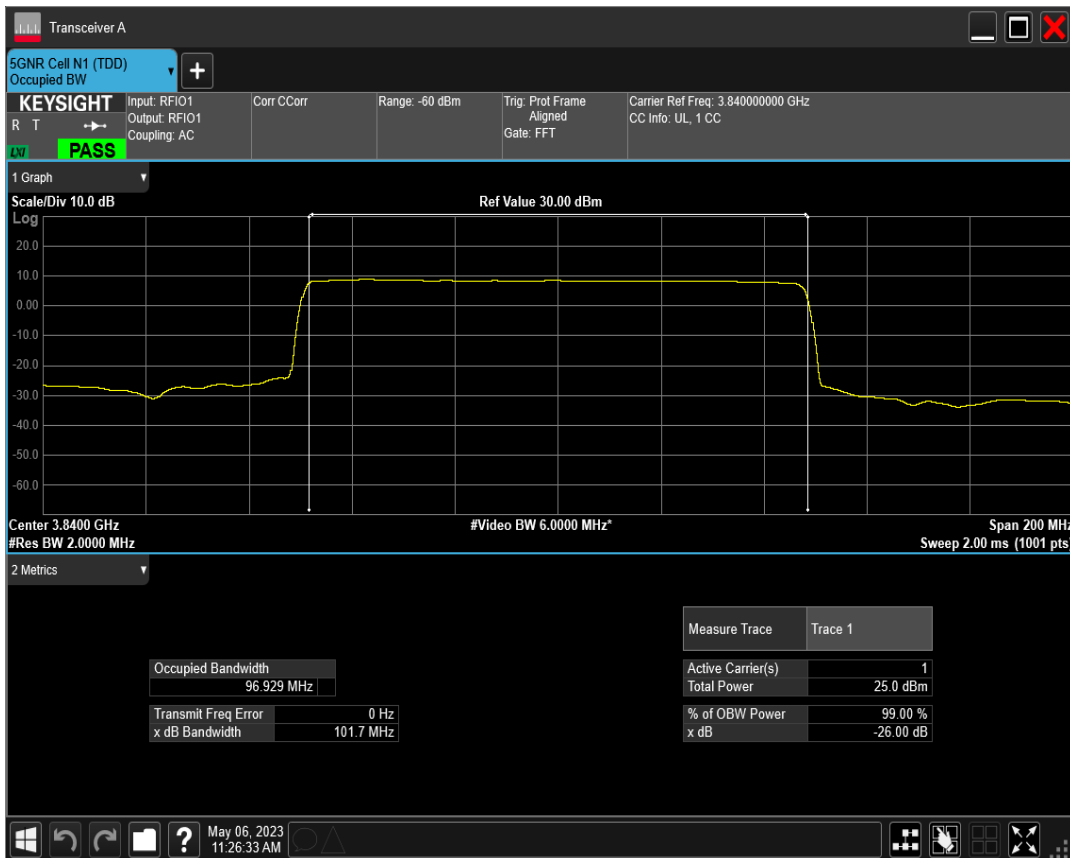 Transceiver A
5GNR Cell N1 (TDD)
Occupied BW
+
KEYSIGHT
R T
LXI
PASS
Input: RFIO1
Output: RFIO1
Coupling: AC
Corr CCorr
Range: -60 dBm
Trig: Prot Frame
Aligned
Gate: FFT
Carrier Ref Freq: 3.840000000 GHz
CC Info: UL, 1 CC
1 Graph
Scale/Div 10.0 dB
Ref Value 30.00 dBm
Log
20.0
10.0
0.00
-10.0
-20.0
-30.0
-40.0
-50.0
-60.0
Center 3.8400 GHz
#Video BW 6.0000 MHz*
Span 200 MHz
#Res BW 2.0000 MHz
Sweep 2.00 ms (1001 pts)
2 Metrics
Measure Trace Trace 1
Occupied Bandwidth
96.929 MHz
Active Carrier(s) 1
Total Power 25.0 dBm
Transmit Freq Error 0 Hz
x dB Bandwidth 101.7 MHz
% of OBW Power 99.00 %
x dB -26.00 dB
?
May 06, 2023
11:26:33 AM